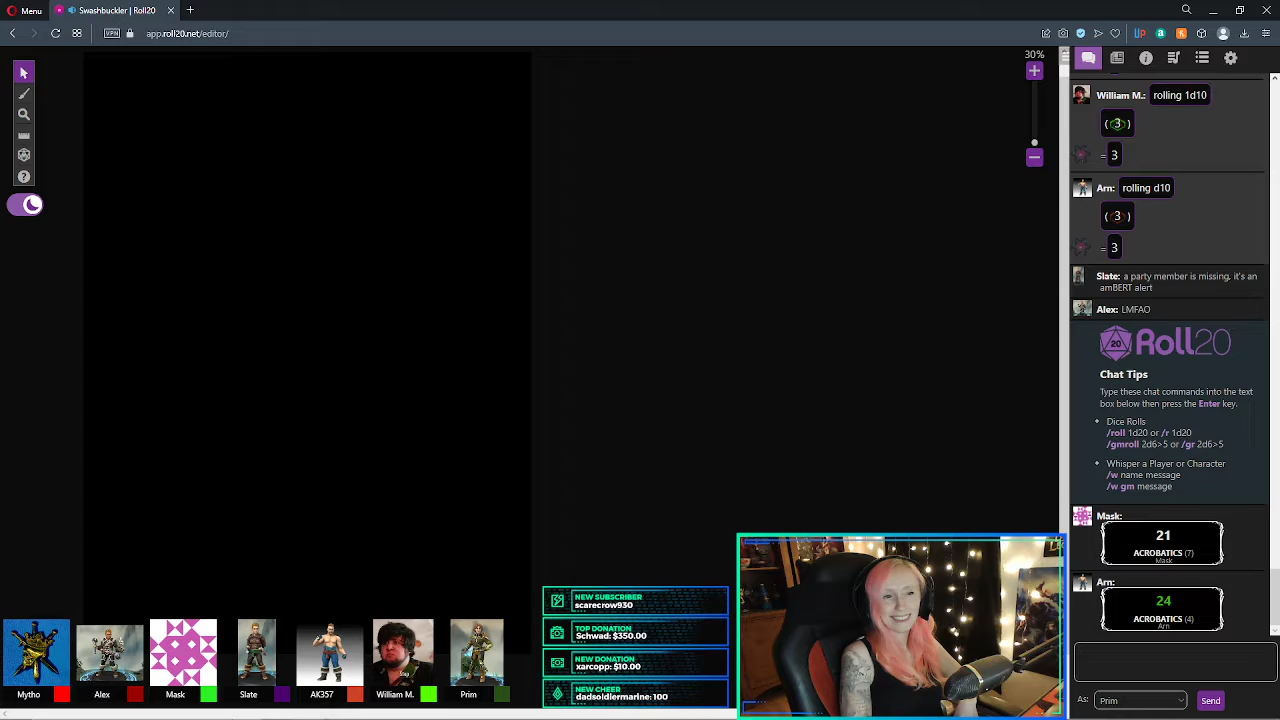 Menu
Swashbuckler | Roll20
VPN
app.roll20.net/editor/
30%
William M.: rolling 1d10
(3)
= 3
Arn: rolling d10
(3)
= 3
Slate: a party member is missing, it's an
amBERT alert
Alex: LMFAO
20
Roll20
Chat Tips
Type these commands in the text
box below then press the Enter key.
Dice Rolls
/roll 1d20 or /r 1d20
/gmroll 2d6>5 or /gr 2d6>5
Whisper a Player or Character
/w name message
/w gm message
Mask:
21
ACROBATICS (7)
Mask
Arn:
24
ACROBATICS
Arn
As: Prim
Send
NEW SUBSCRIBER
scarecrow930
TOP DONATION
Schwad: $350.00
NEW DONATION
xarcopp: $10.00
NEW CHEER
dadsoldiermarine: 100
Mytho
Alex
Mask
Slate
AK357
William M.
Prim